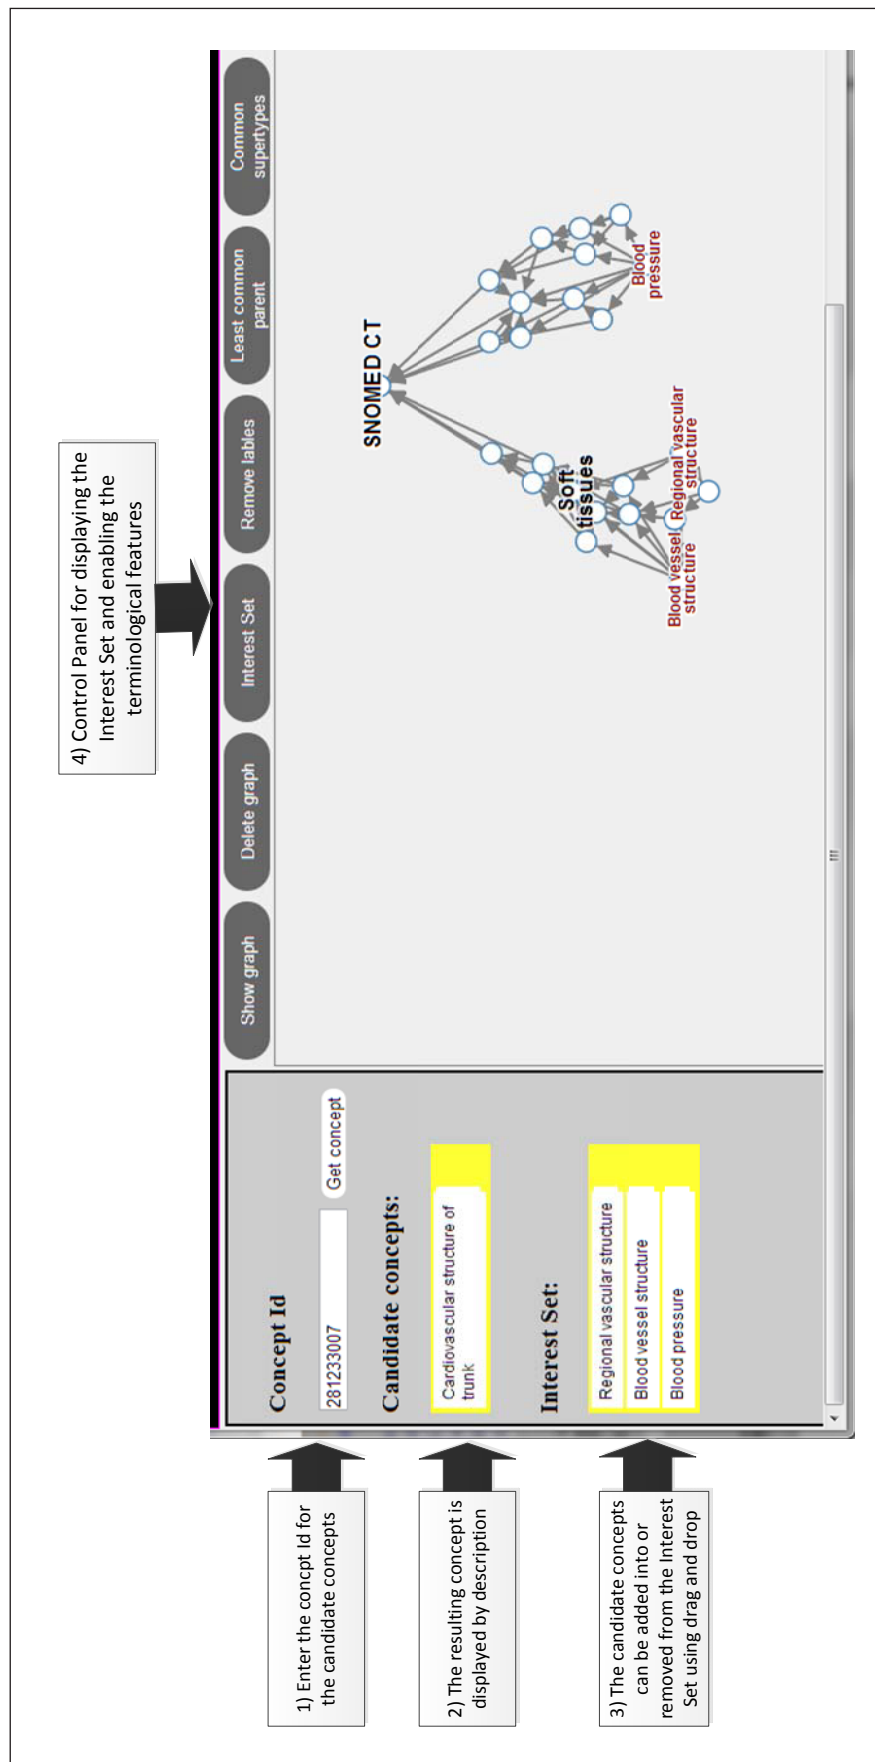 4) Control Panel for displaying the
Interest Set and enabling the
terminological features
Show graph
Delete graph
Interest Set
Remove lables
Least common
parent
Common
supertypes
1) Enter the concpt Id for
the candidate concepts
Concept Id
281233007
Get concept
2) The resulting concept is
displayed by description
Candidate concepts:
Cardiovascular structure of
trunk
3) The candidate concepts
can be added into or
removed from the Interest
Set using drag and drop
Interest Set:
Regional vascular structure
Blood vessel structure
Blood pressure
SNOMED CT
Soft
tissues
Blood vessel
structure
Regional vascular
structure
Blood
pressure